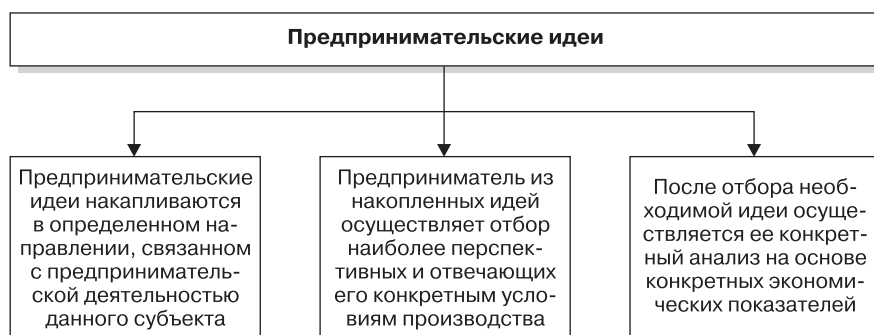 Предпринимательские идеи
Предпринимательские
идеи накапливаются
в определенном на-
правлении, связанном
с предприниматель-
ской деятельностью
данного субъекта
Предприниматель из
накопленных идей
осуществляет отбор
наиболее перспек-
тивных и отвечающих
его конкретным усло-
виям производства
После отбора необ-
ходимой идеи осуще-
ствляется ее конкрет-
ный анализ на основе
конкретных экономи-
ческих показателей